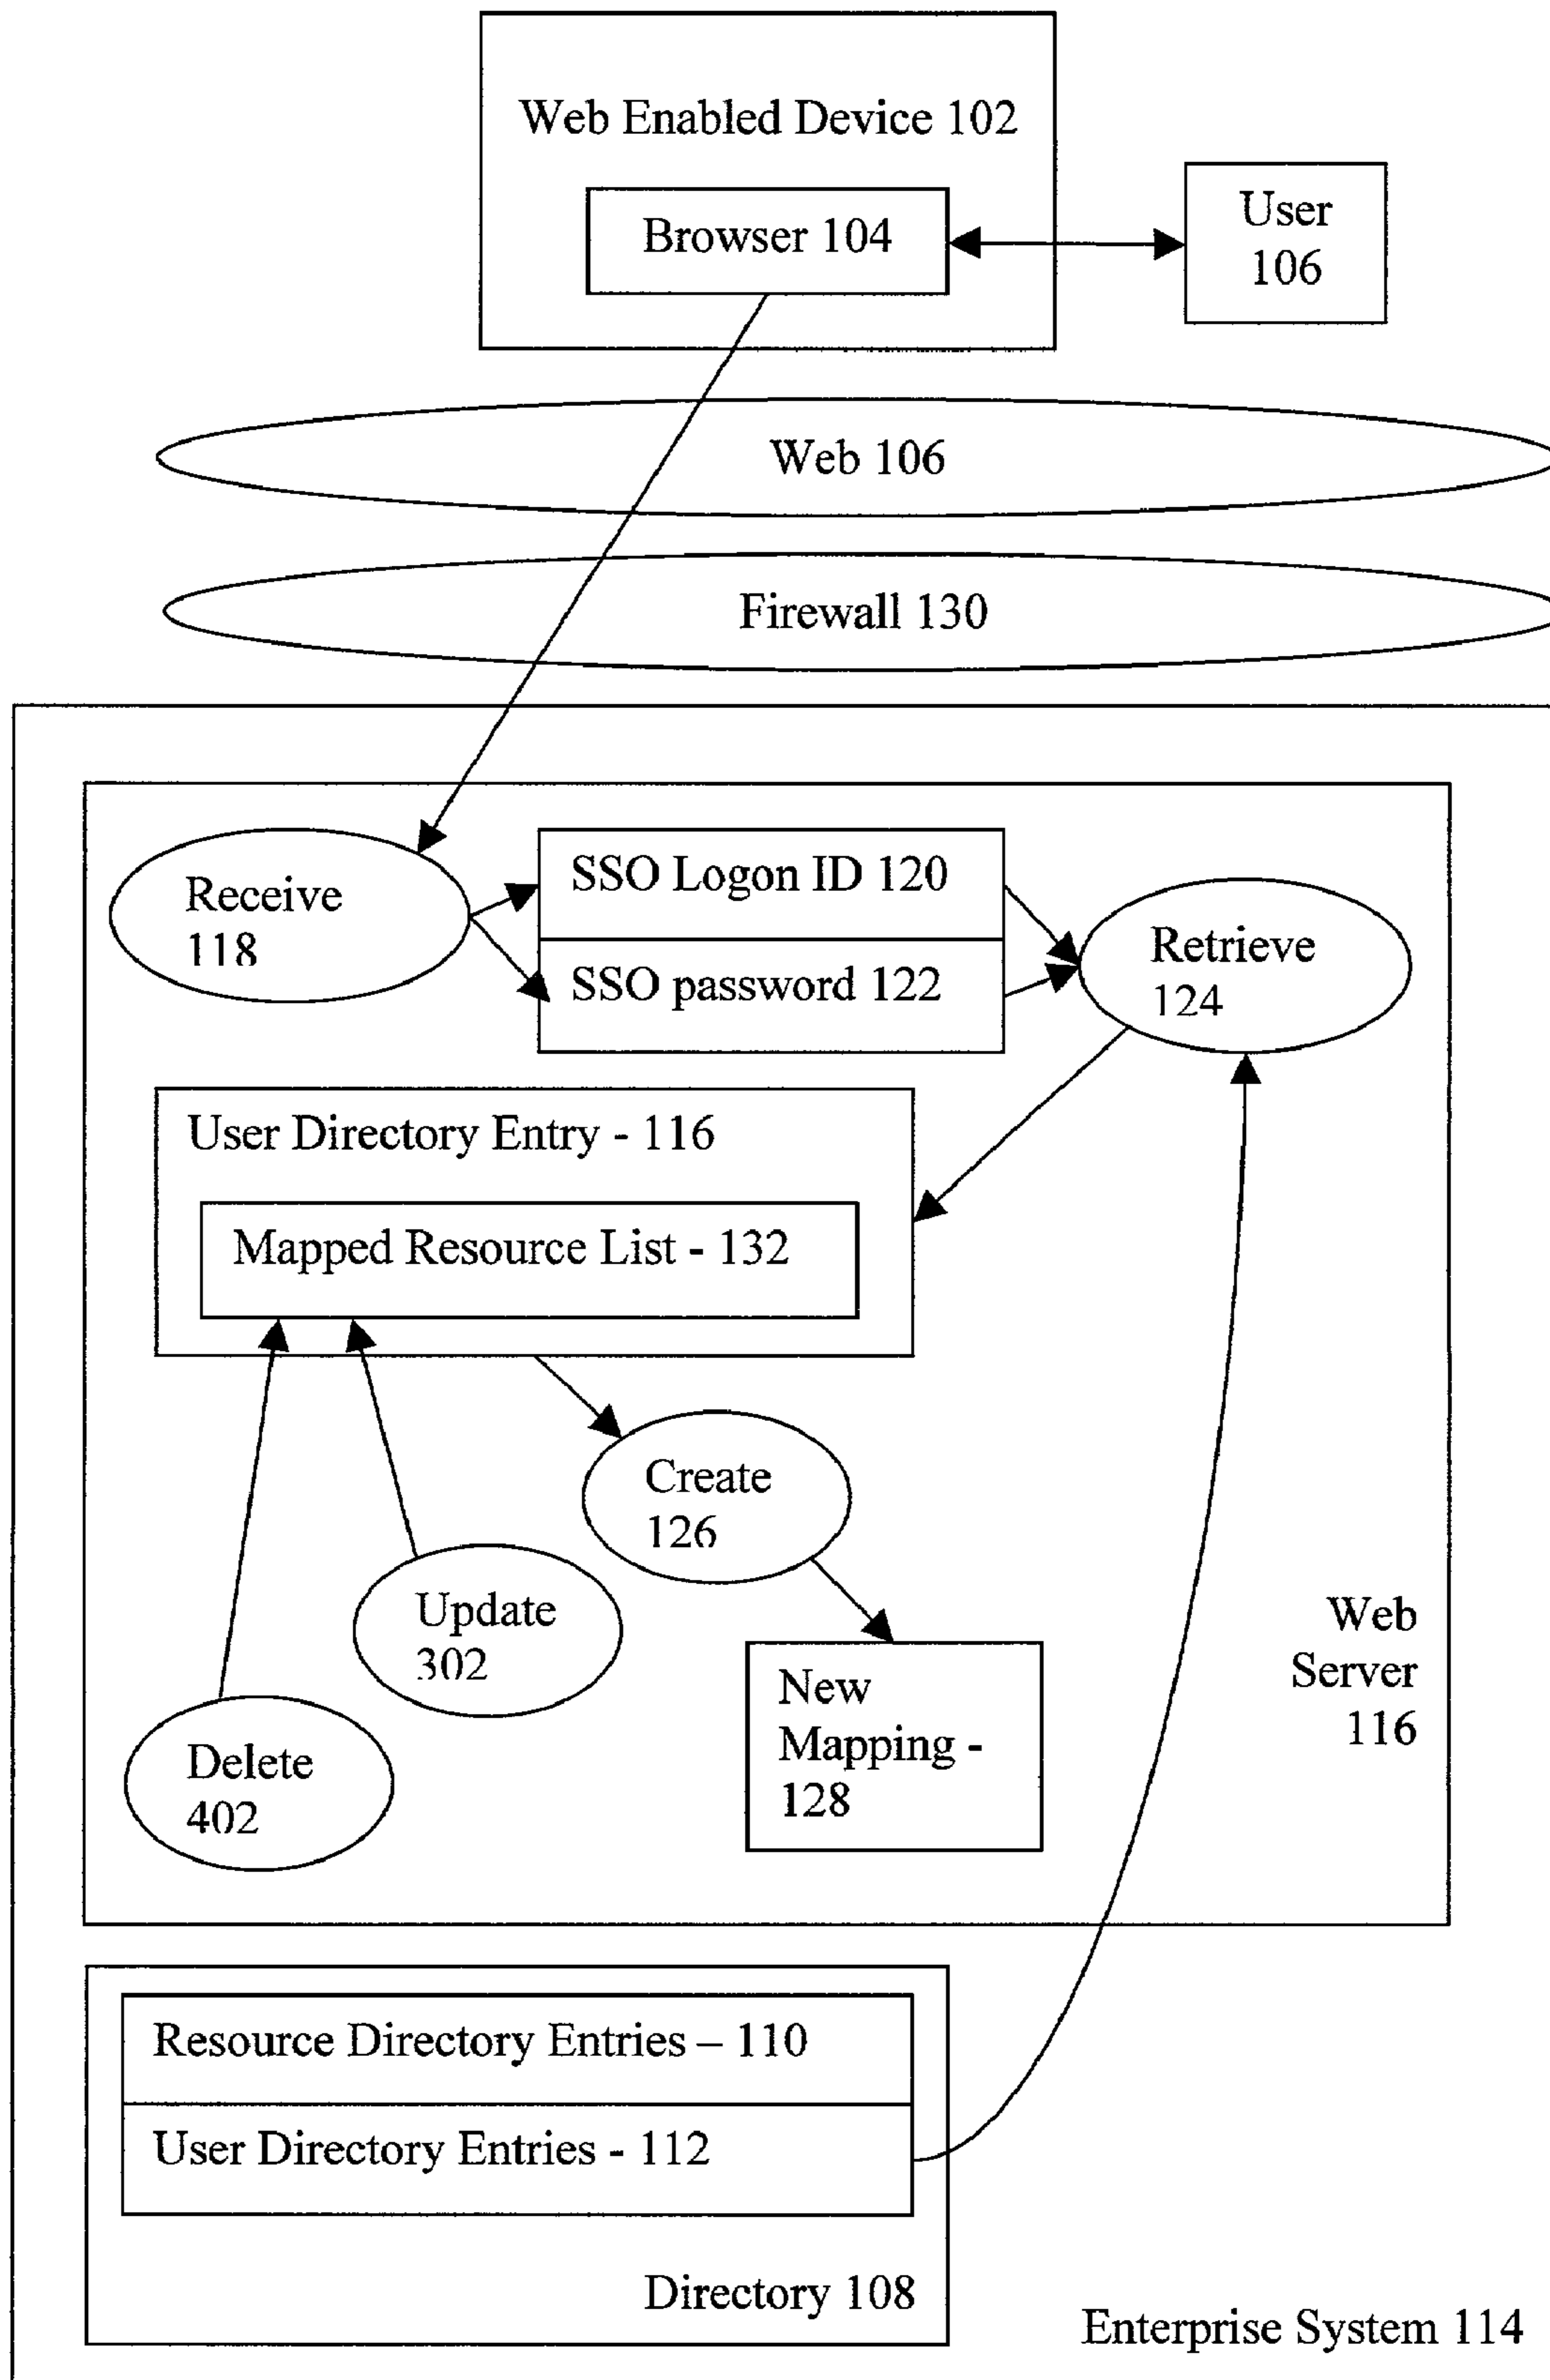 Web Enabled Device 102
Browser 104
User
106
Web 106
Firewall 130
Receive
118
SSO Logon ID 120
SSO password 122
Retrieve
124
User Directory Entry - 116
Mapped Resource List - 132
Create
126
Update
302
Delete
402
New
Mapping -
128
Web
Server
116
Resource Directory Entries – 110
User Directory Entries - 112
Directory 108
Enterprise System 114